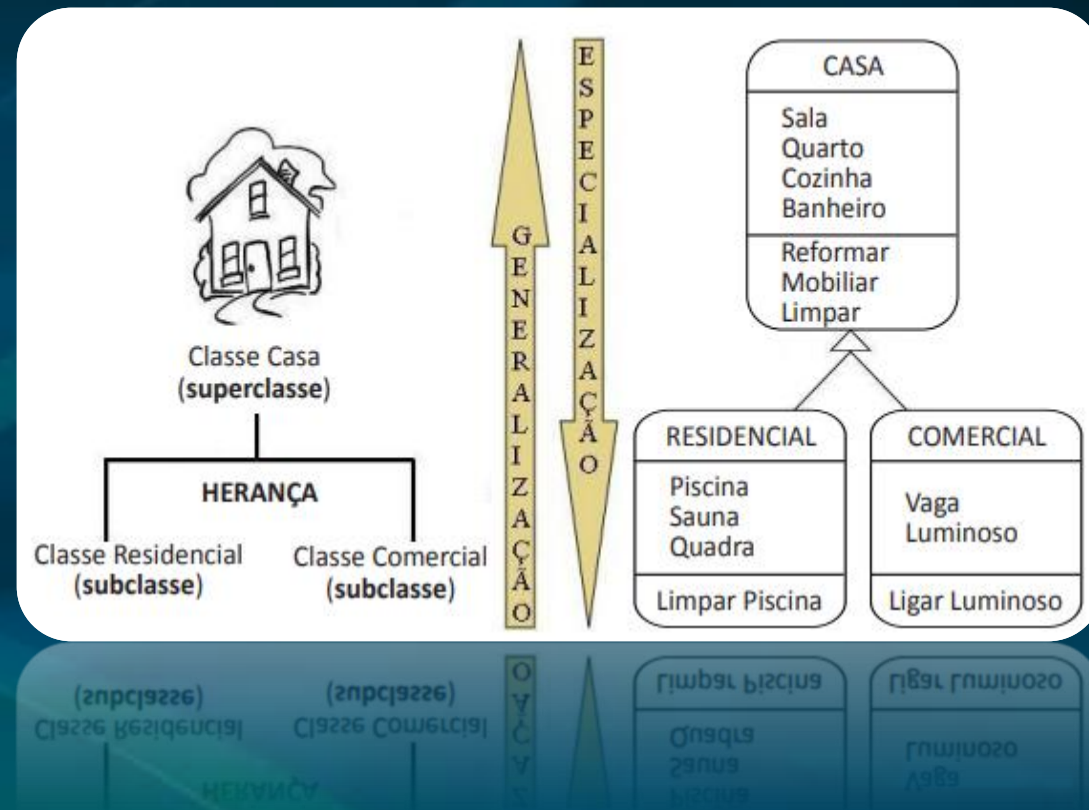 Classe Casa
(superclasse)
HERANÇA
Classe Residencial
(subclasse)
Classe Comercial
(subclasse)
GENERALIZAÇÃO
ESPECIALIZAÇÃO
CASA
Sala
Quarto
Cozinha
Banheiro
Reformar
Mobiliar
Limpar
RESIDENCIAL
Piscina
Sauna
Quadra
Limpar Piscina
COMERCIAL
Vaga
Luminoso
Ligar Luminoso